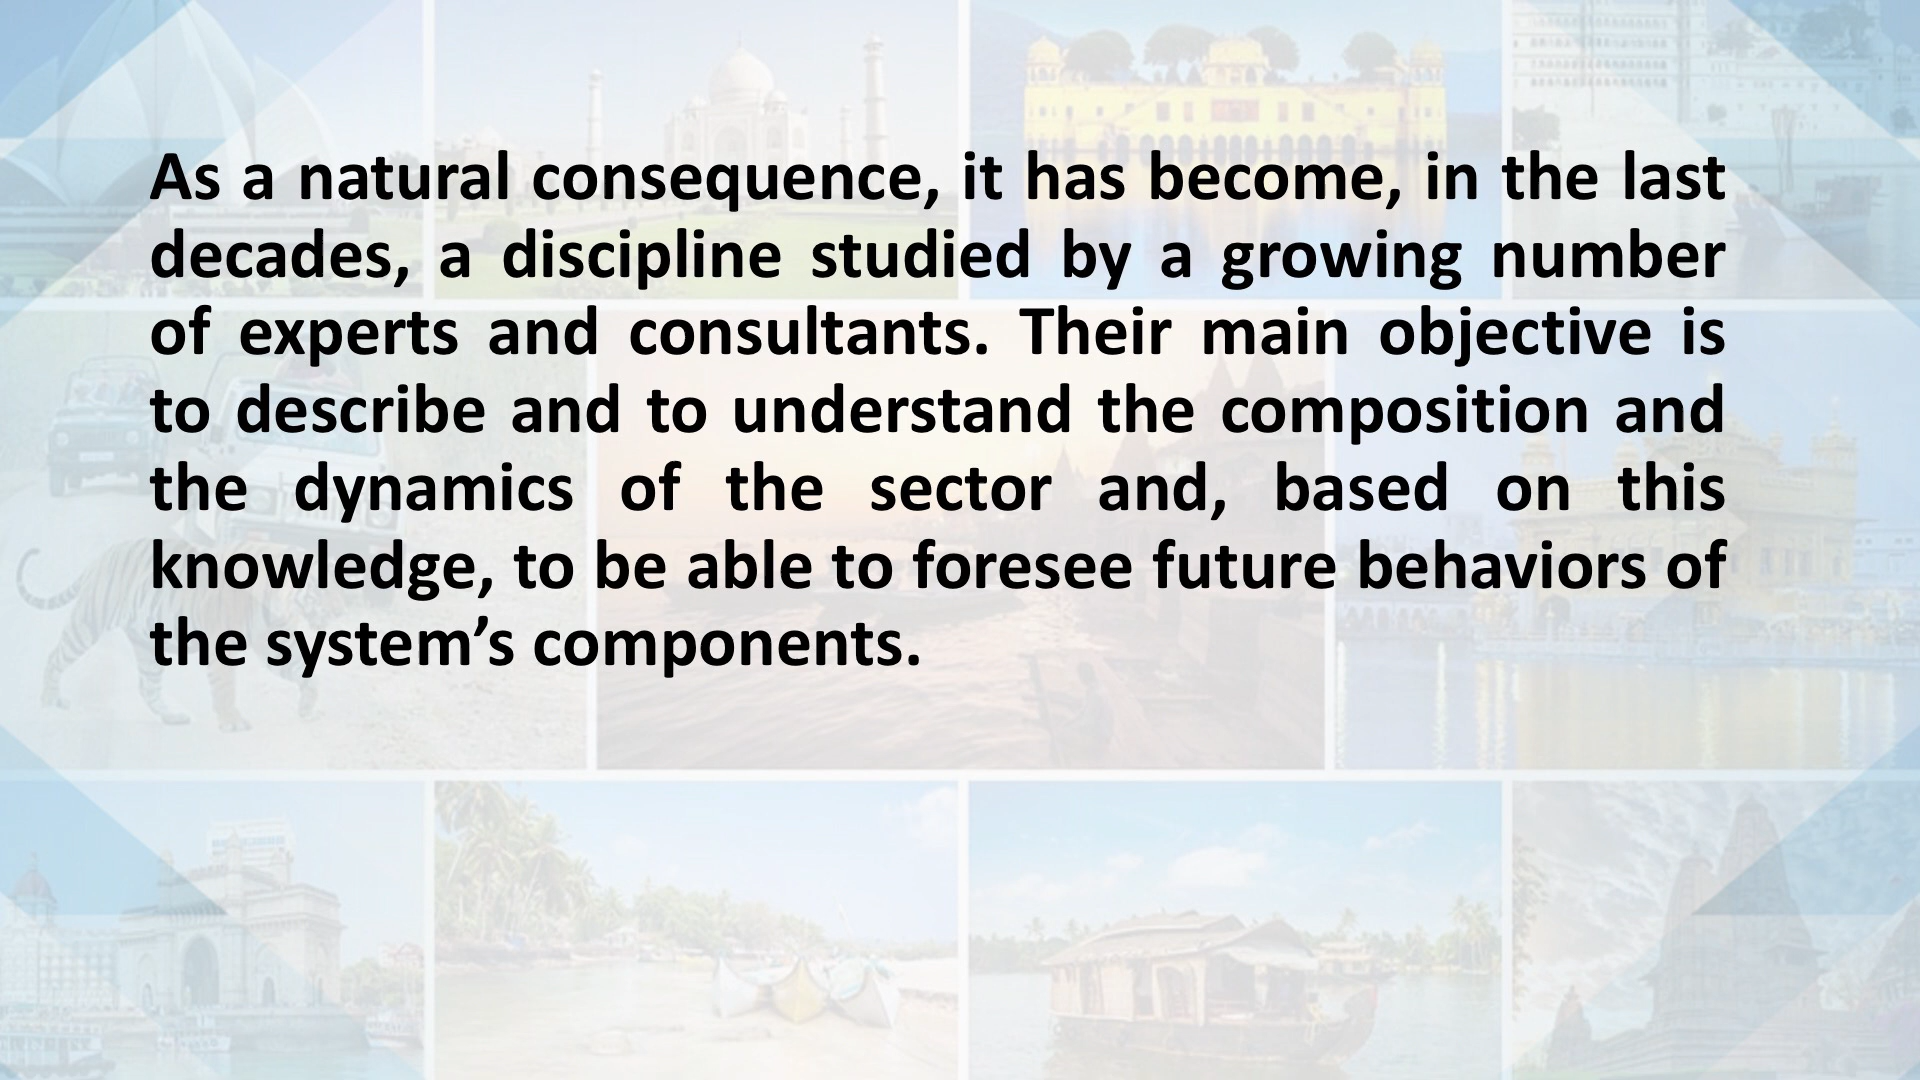 As a natural consequence, it has become, in the last
decades, a discipline studied by a growing number
of experts and consultants. Their main objective is
to describe and to understand the composition and
the dynamics of the sector and, based on this
knowledge, to be able to foresee future behaviors of
the system’s components.